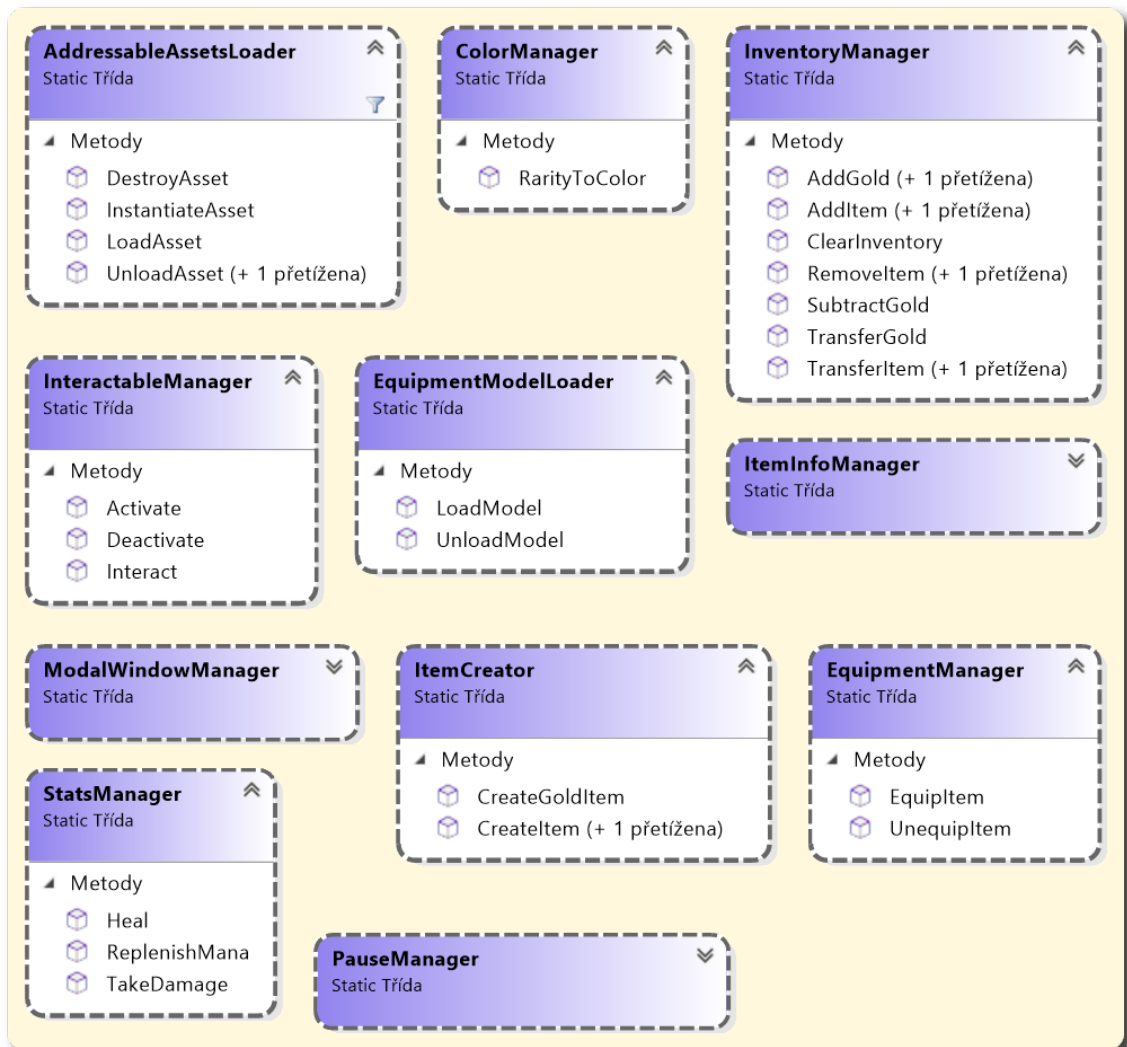 AddressableAssetsLoader
Static Třída
Metody
DestroyAsset
InstantiateAsset
LoadAsset
UnloadAsset (+ 1 přetížena)
ColorManager
Static Třída
Metody
RarityToColor
InventoryManager
Static Třída
Metody
AddGold (+ 1 přetížena)
AddItem (+ 1 přetížena)
ClearInventory
RemoveItem (+ 1 přetížena)
SubtractGold
TransferGold
TransferItem (+ 1 přetížena)
InteractableManager
Static Třída
Metody
Activate
Deactivate
Interact
EquipmentModelLoader
Static Třída
Metody
LoadModel
UnloadModel
ItemInfoManager
Static Třída
ModalWindowManager
Static Třída
ItemCreator
Static Třída
Metody
CreateGoldItem
CreateItem (+ 1 přetížena)
EquipmentManager
Static Třída
Metody
EquipItem
UnequipItem
StatsManager
Static Třída
Metody
Heal
ReplenishMana
TakeDamage
PauseManager
Static Třída